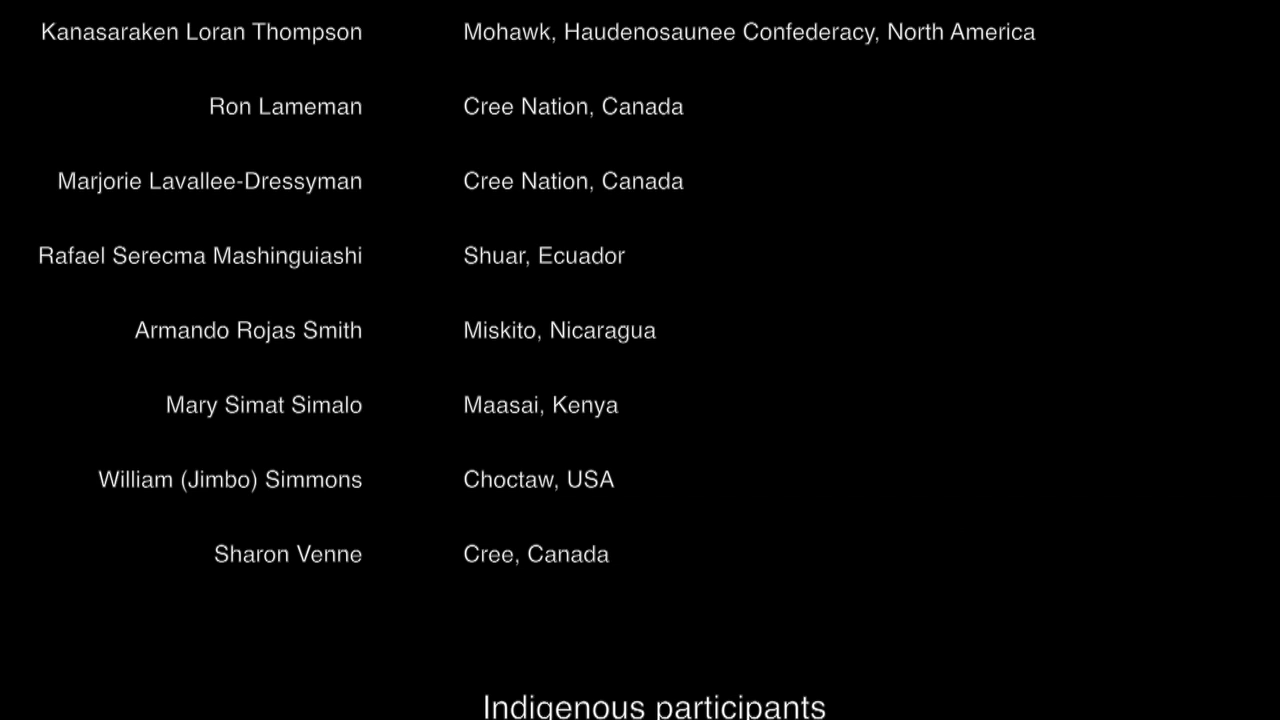 Kanasaraken Loran Thompson Mohawk, Haudenosaunee Confederacy, North America
Ron Lameman Cree Nation, Canada
Marjorie Lavallee-Dressyman Cree Nation, Canada
Rafael Serecma Mashinguiashi Shuar, Ecuador
Armando Rojas Smith Miskito, Nicaragua
Mary Simat Simalo Maasai, Kenya
William (Jimbo) Simmons Choctaw, USA
Sharon Venne Cree, Canada
Indigenous participants